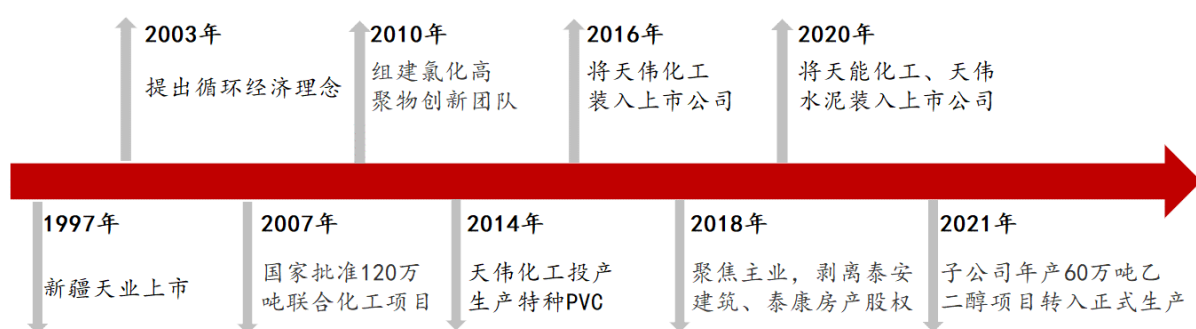 2003年
提出循环经济理念
2010年
组建氯化高
聚物创新团队
2016年
将天伟化工
装入上市公司
2020年
将天能化工、天伟
水泥装入上市公司
1997年
新疆天业上市
2007年
国家批准120万
吨联合化工项目
2014年
天伟化工投产
生产特种PVC
2018年
聚焦主业，剥离泰安
建筑、泰康房产股权
2021年
子公司年产60万吨乙
二醇项目转入正式生产